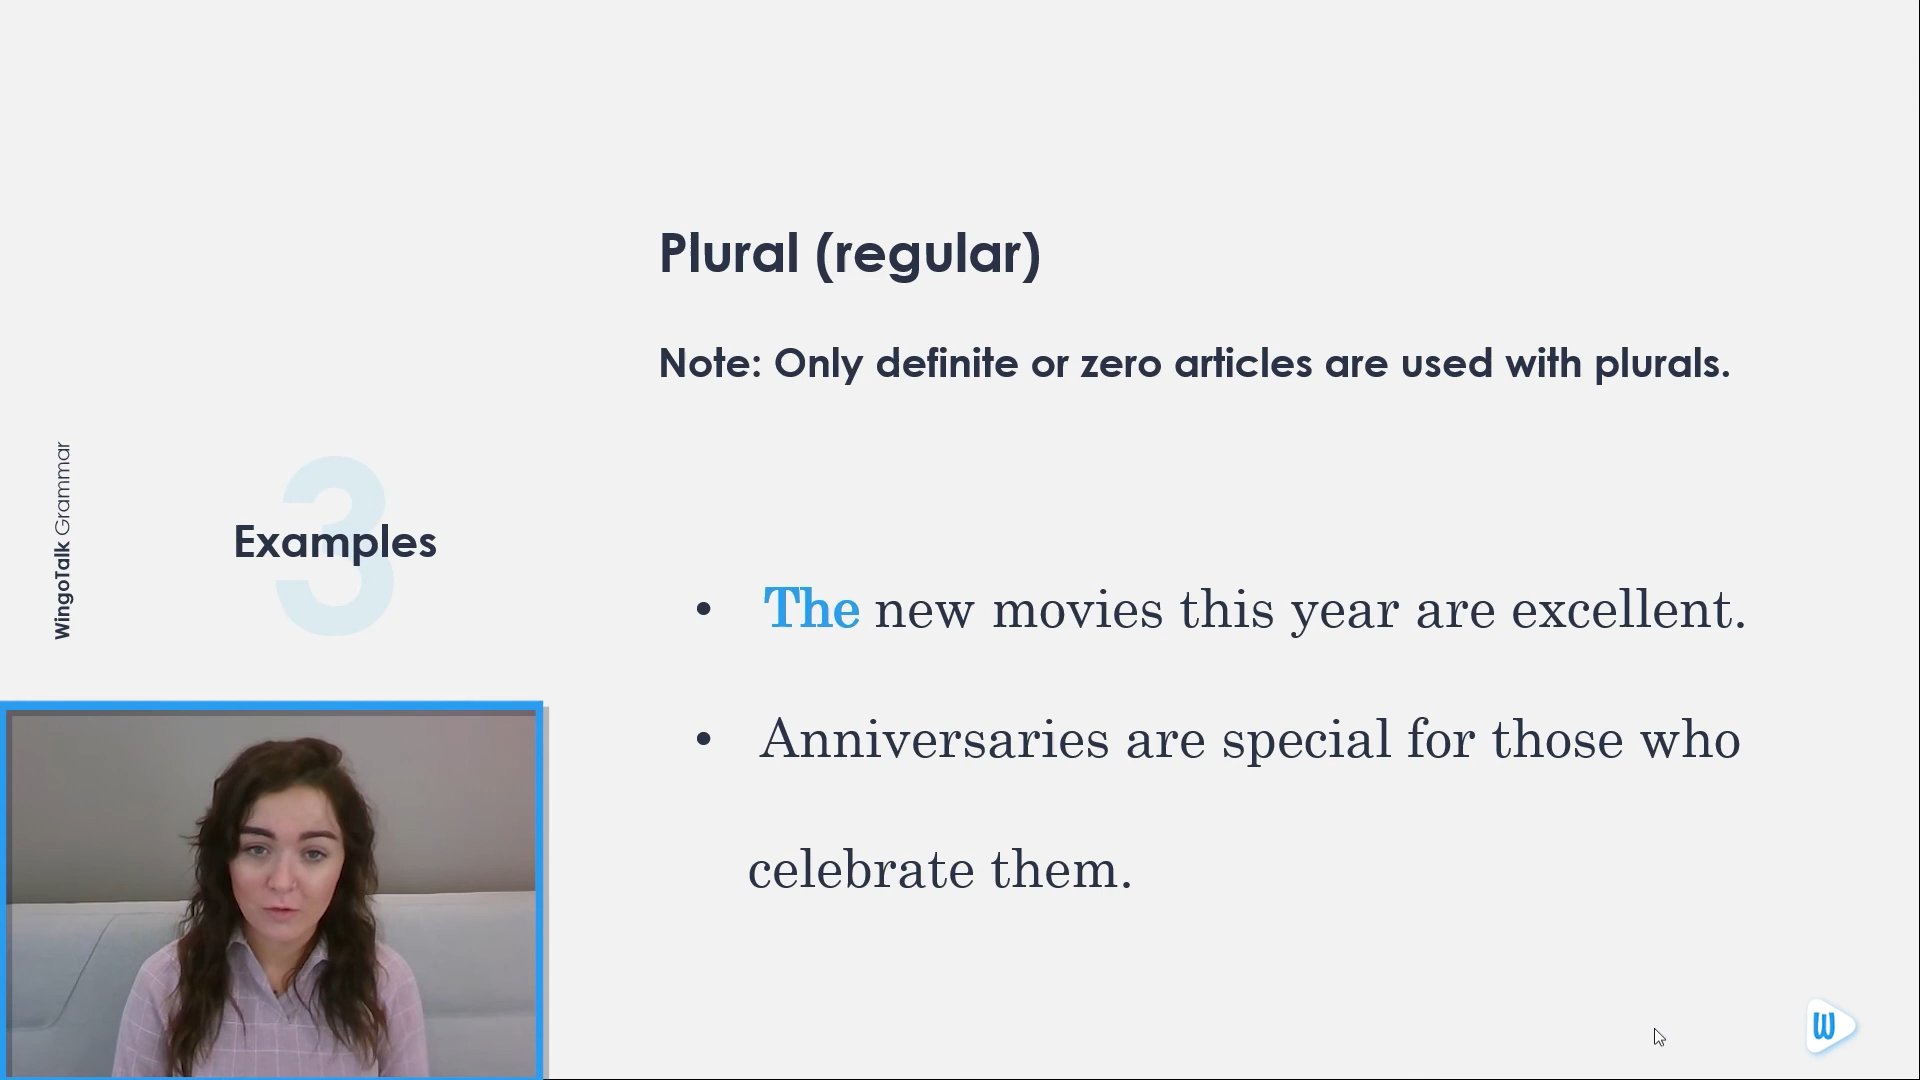 Plural (regular)
Note: Only definite or zero articles are used with plurals.
WingoTalk Grammar
3
Examples
• The new movies this year are excellent.
• Anniversaries are special for those who
celebrate them.
W